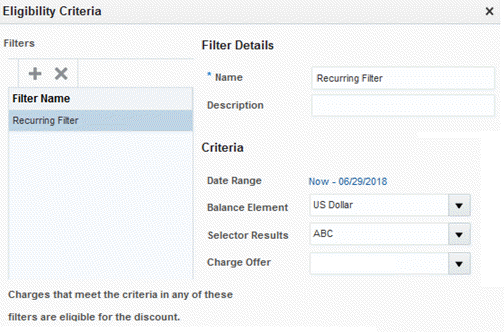 Eligibility Criteria
Filters
Filter Name
Recurring Filter
Filter Details
* Name Recurring Filter
Description
Criteria
Date Range Now - 06/29/2018
Balance Element US Dollar
Selector Results ABC
Charge Offer
Charges that meet the criteria in any of these
filters are eligible for the discount.